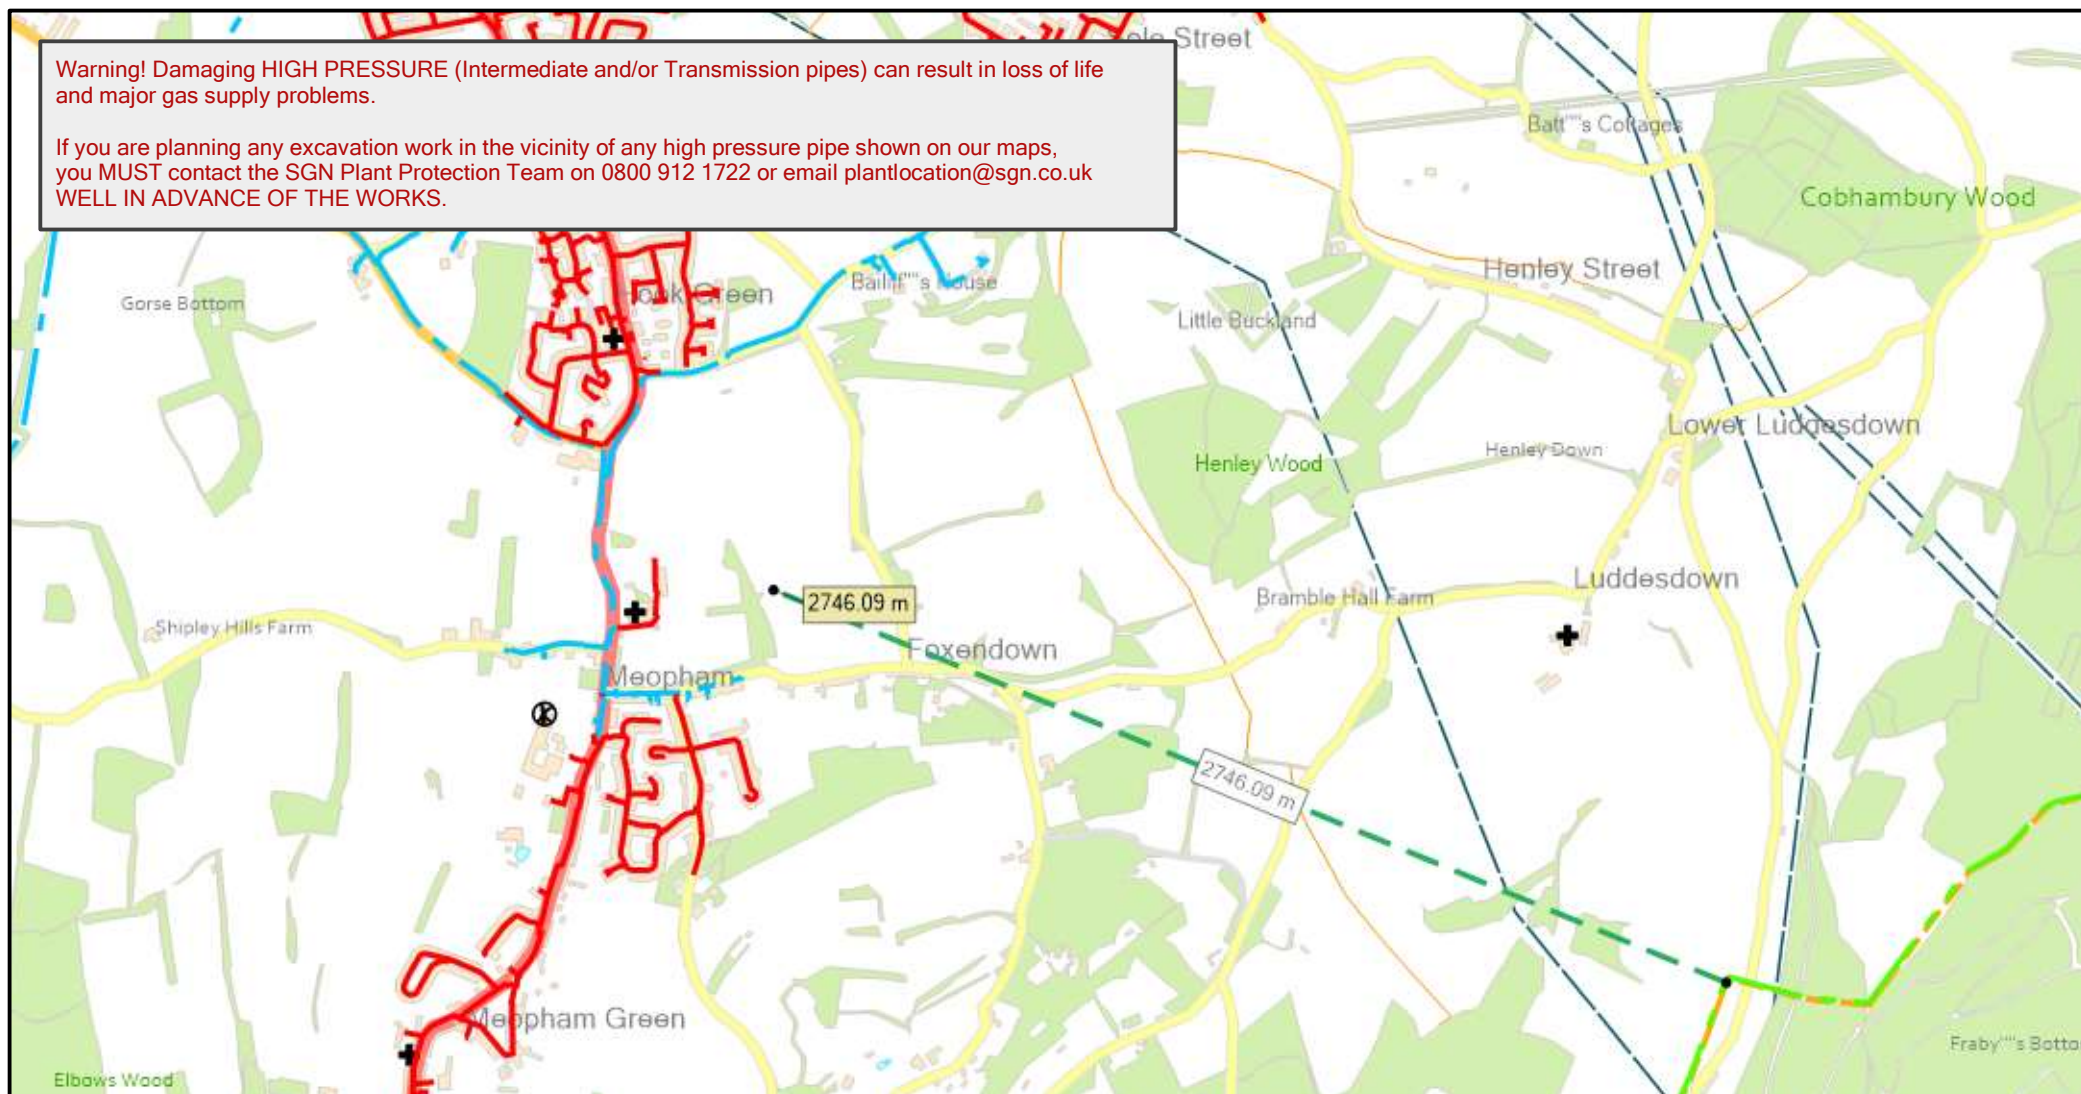 Sole Street
Warning! Damaging HIGH PRESSURE (Intermediate and/or Transmission pipes) can result in loss of life
and major gas supply problems.
If you are planning any excavation work in the vicinity of any high pressure pipe shown on our maps,
you MUST contact the SGN Plant Protection Team on 0800 912 1722 or email plantlocation@sgn.co.uk
WELL IN ADVANCE OF THE WORKS.
Batt""s Cottages
Cobhambury Wood
Henley Street
Bailiff""s House
Hook Green
Gorse Bottom
Little Buckland
Lower Luddesdown
Henley Down
Henley Wood
Luddesdown
Bramble Hall Farm
2746.09 m
Shipley Hills Farm
Foxendown
Meopham
2746.09 m
Meopham Green
Fraby""s Botto
Elbows Wood